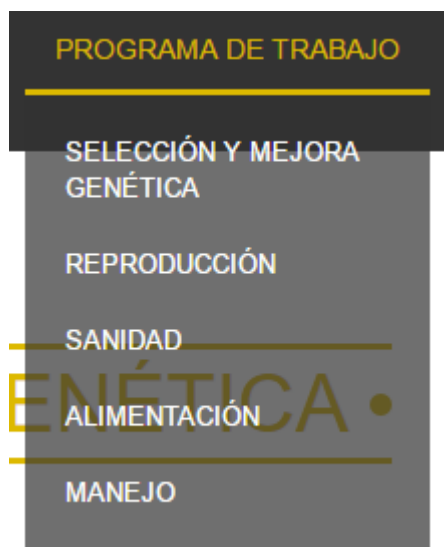 PROGRAMA DE TRABAJO
SELECCIÓN Y MEJORA
GENÉTICA
REPRODUCCIÓN
SANIDAD
ENÉTICA •
ALIMENTACIÓN
MANEJO